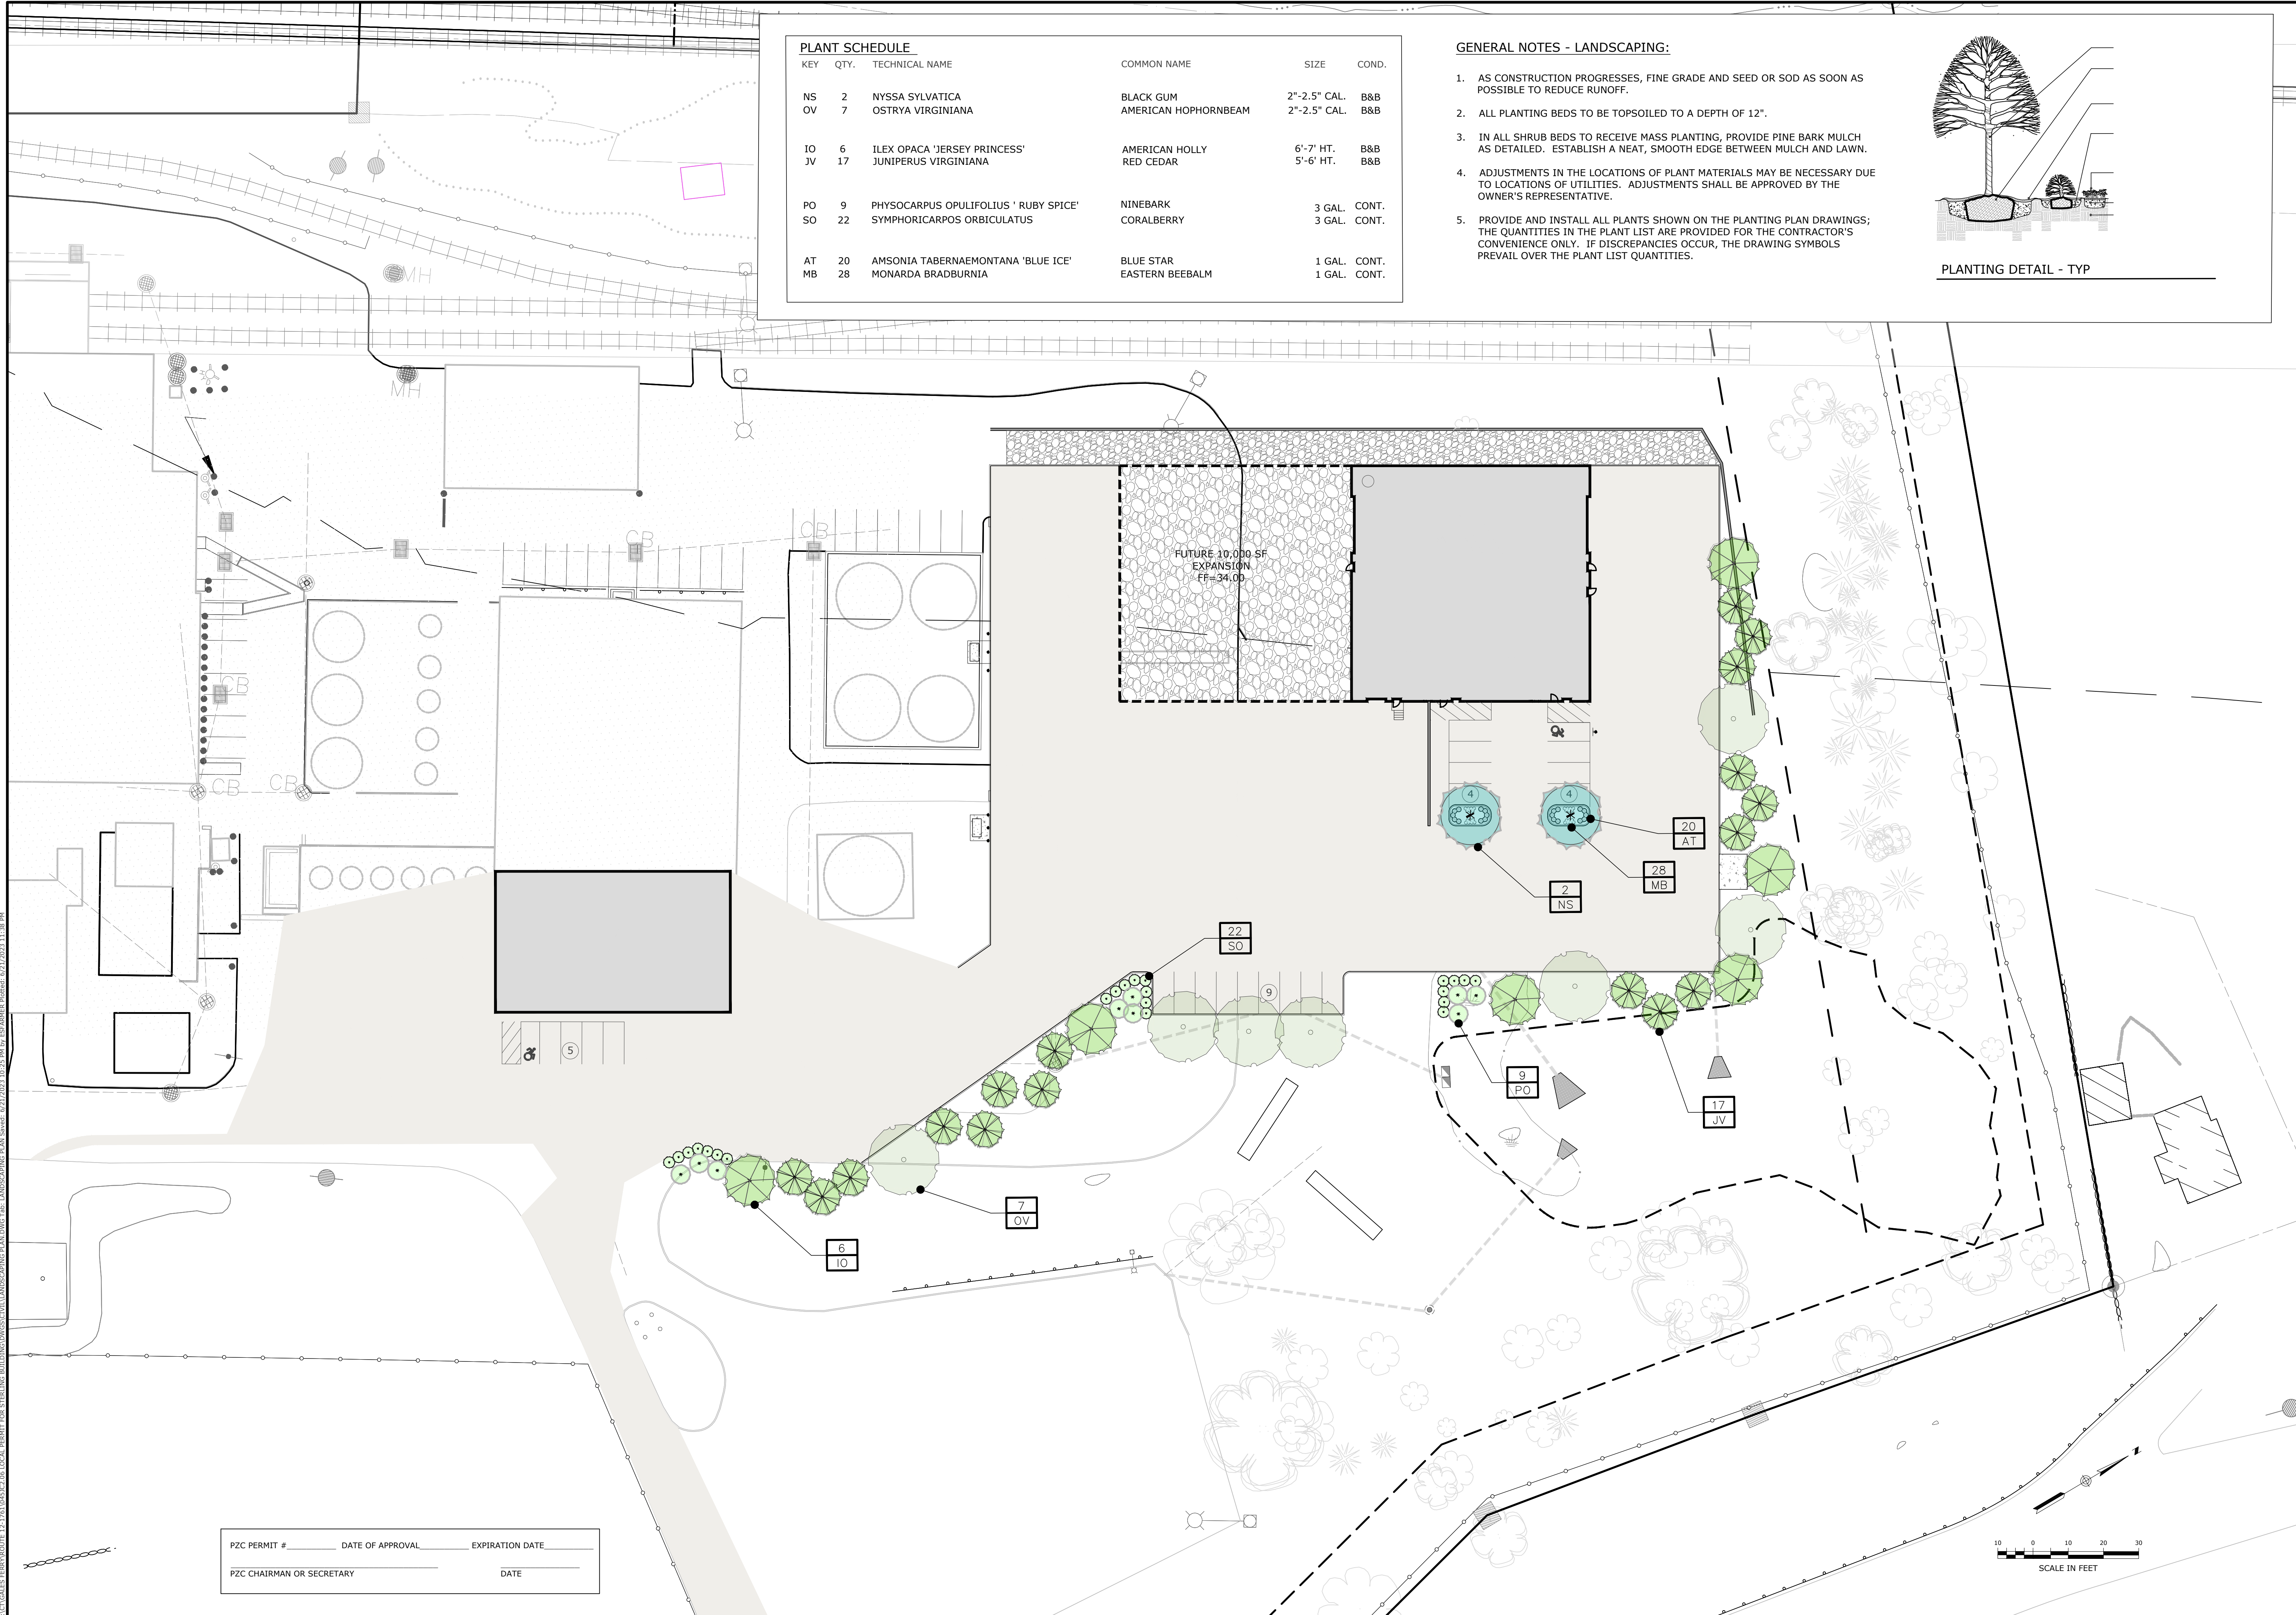 PLANT SCHEDULE
KEY QTY. TECHNICAL NAME COMMON NAME SIZE COND.
NS 2 NYSSA SYLVATICA BLACK GUM 2"-2.5" CAL. B&B
OV 7 OSTRYA VIRGINIANA AMERICAN HOPHORNBEAM 2"-2.5" CAL. B&B
IO 6 ILEX OPACA 'JERSEY PRINCESS' AMERICAN HOLLY 6'-7' HT. B&B
JV 17 JUNIPERUS VIRGINIANA RED CEDAR 5'-6' HT. B&B
PO 9 PHYSOCARPUS OPULIFOLIUS ' RUBY SPICE' NINEBARK 3 GAL. CONT.
SO 22 SYMPHORICARPOS ORBICULATUS CORALBERRY 3 GAL. CONT.
AT 20 AMSONIA TABERNAEMONTANA 'BLUE ICE' BLUE STAR 1 GAL. CONT.
MB 28 MONARDA BRADBURNIA EASTERN BEEBALM 1 GAL. CONT.
GENERAL NOTES - LANDSCAPING:
1. AS CONSTRUCTION PROGRESSES, FINE GRADE AND SEED OR SOD AS SOON AS
POSSIBLE TO REDUCE RUNOFF.
2. ALL PLANTING BEDS TO BE TOPSOILED TO A DEPTH OF 12".
3. IN ALL SHRUB BEDS TO RECEIVE MASS PLANTING, PROVIDE PINE BARK MULCH
AS DETAILED. ESTABLISH A NEAT, SMOOTH EDGE BETWEEN MULCH AND LAWN.
4. ADJUSTMENTS IN THE LOCATIONS OF PLANT MATERIALS MAY BE NECESSARY DUE
TO LOCATIONS OF UTILITIES. ADJUSTMENTS SHALL BE APPROVED BY THE
OWNER'S REPRESENTATIVE.
5. PROVIDE AND INSTALL ALL PLANTS SHOWN ON THE PLANTING PLAN DRAWINGS;
THE QUANTITIES IN THE PLANT LIST ARE PROVIDED FOR THE CONTRACTOR'S
CONVENIENCE ONLY. IF DISCREPANCIES OCCUR, THE DRAWING SYMBOLS
PREVAIL OVER THE PLANT LIST QUANTITIES.
PLANTING DETAIL - TYP
MH
MH
CB
CB
FUTURE 10,000 SF
EXPANSION
FF=34.00
CB
CB
CB
4
4
20
AT
28
MB
2
NS
22
SO
9
5
9
PO
17
JV
7
OV
6
IO
PZC PERMIT # DATE OF APPROVAL EXPIRATION DATE
PZC CHAIRMAN OR SECRETARY DATE
10 0 10 20 30
SCALE IN FEET